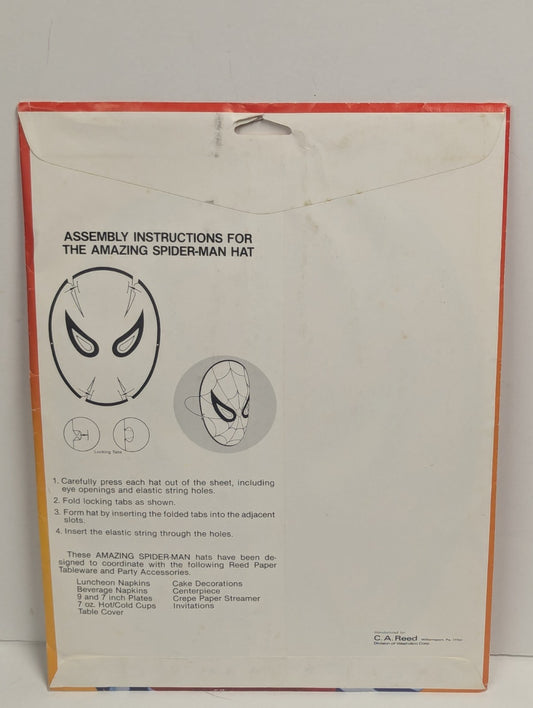 ASSEMBLY INSTRUCTIONS FOR
THE AMAZING SPIDER-MAN HAT
Locking Tabs
1. Carefully press each hat out of the sheet, including
eye openings and elastic string holes.
2. Fold locking tabs as shown.
3. Form hat by inserting the folded tabs into the adjacent
slots.
4. Insert the elastic string through the holes.
These AMAZING SPIDER-MAN hats have been de-
signed to coordinate with the following Reed Paper
Tableware and Party Accessories.
Luncheon Napkins
Beverage Napkins
9 and 7 inch Plates
7 oz. Hot/Cold Cups
Table Cover
Cake Decorations
Centerpiece
Crepe Paper Streamer
Invitations
C.A. Reed Williamsport, Pa.
Division of